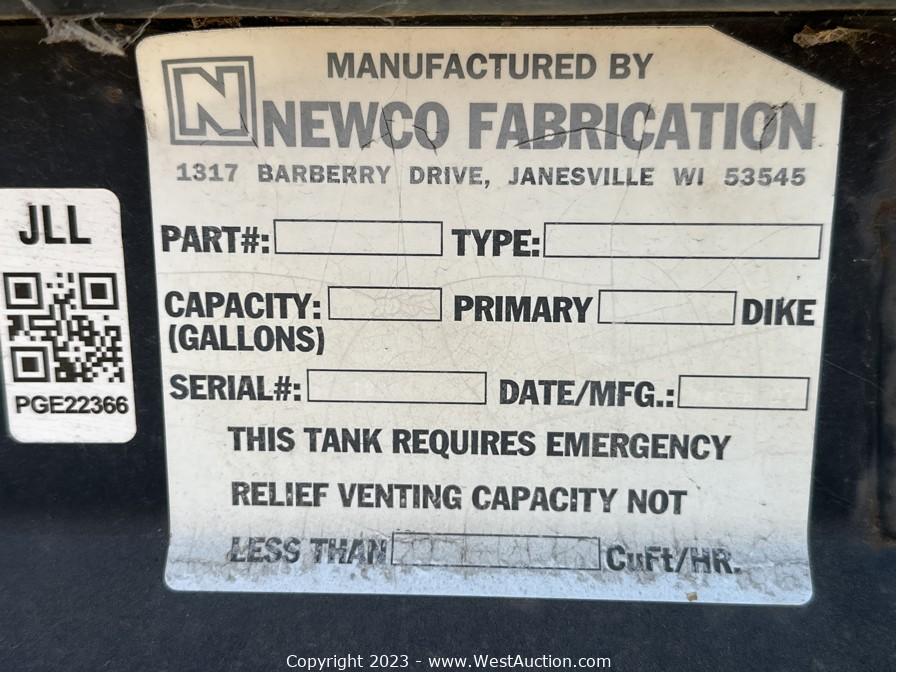 MANUFACTURED BY
N NEWCO FABRICATION
1317 BARBERRY DRIVE, JANESVILLE WI 53545
PART#: TYPE:
CAPACITY: PRIMARY DIKE
(GALLONS)
SERIAL#: DATE/MFG.:
THIS TANK REQUIRES EMERGENCY
RELIEF VENTING CAPACITY NOT
LESS THAN CuFt/HR.
JLL
PGE22366
Copyright 2023 - www.WestAuction.com